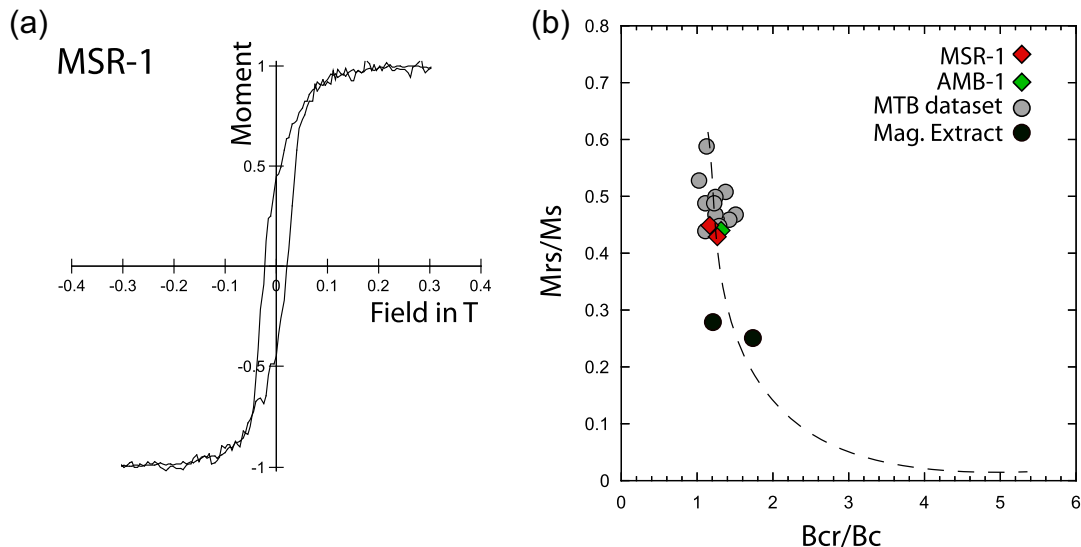 (a)
MSR-1
Moment
1
0.5
-0.4 -0.3 -0.2 -0.1 0 0.1 0.2 0.3 0.4
Field in T
-0.5
-1
(b)
MSR-1
AMB-1
MTB dataset
Mag. Extract
Mrs/Ms
0.8
0.7
0.6
0.5
0.4
0.3
0.2
0.1
0
0 1 2 3 4 5 6
Bcr/Bc